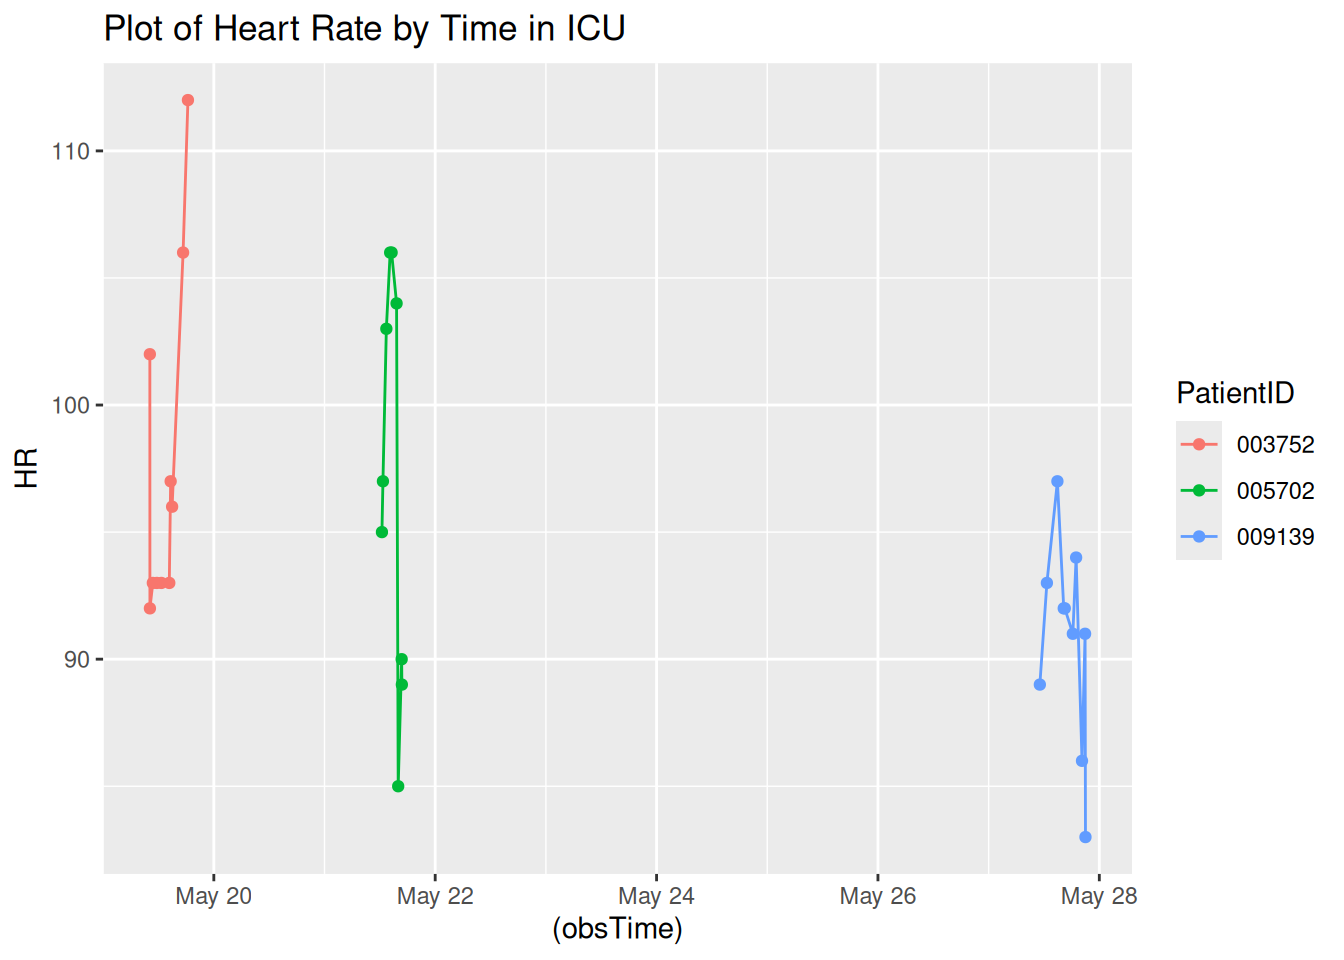 Plot of Heart Rate by Time in ICU
110
100
90
HR
May 20
May 22
May 24
May 26
May 28
(obsTime)
PatientID
003752
005702
009139